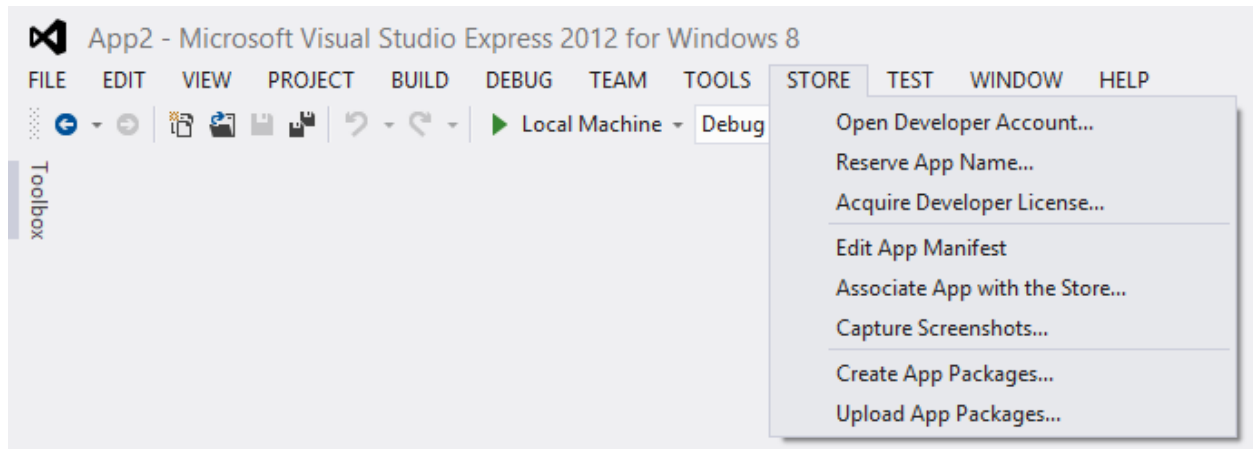 App2 - Microsoft Visual Studio Express 2012 for Windows 8
FILE EDIT VIEW PROJECT BUILD DEBUG TEAM TOOLS STORE TEST WINDOW HELP
Local Machine Debug
Toolbox
Open Developer Account...
Reserve App Name...
Acquire Developer License...
Edit App Manifest
Associate App with the Store...
Capture Screenshots...
Create App Packages...
Upload App Packages...